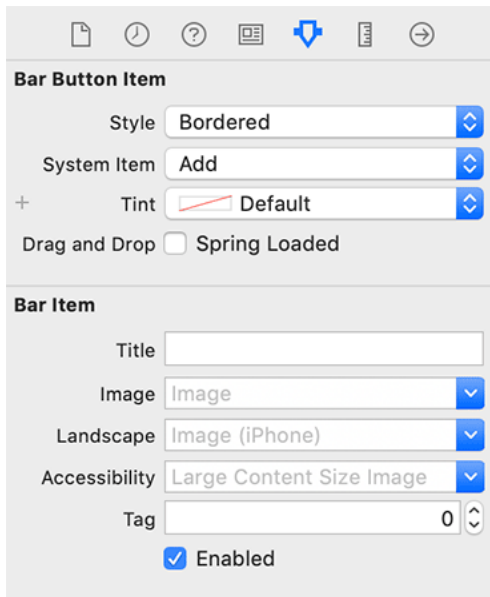 Bar Button Item
Style Bordered
System Item Add
+ Tint Default
Drag and Drop Spring Loaded
Bar Item
Title
Image Image
Landscape Image (iPhone)
Accessibility Large Content Size Image
Tag 0
Enabled